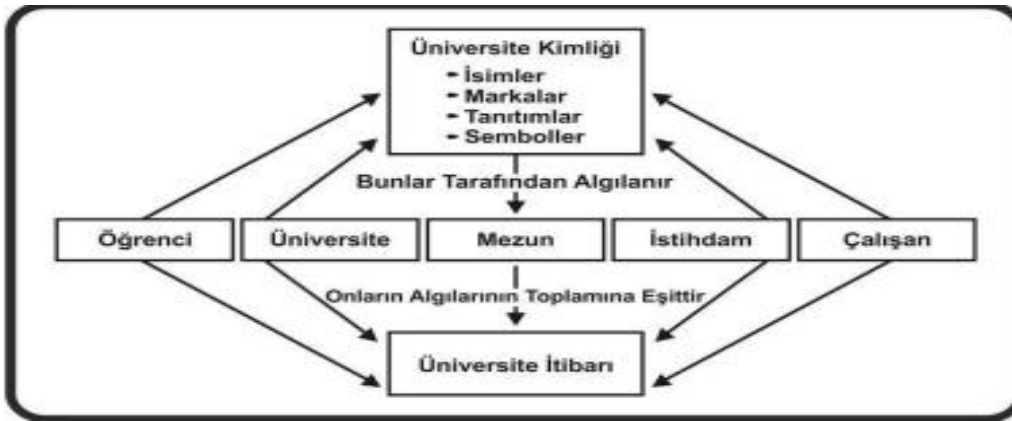 Üniversite Kimliği
- İsimler
- Markalar
- Tanıtımlar
- Semboller
Bunlar Tarafından Algılanır
Öğrenci
Üniversite
Mezun
İstihdam
Çalışan
Onların Algılarının Toplamına Eşittir
Üniversite İtibarı